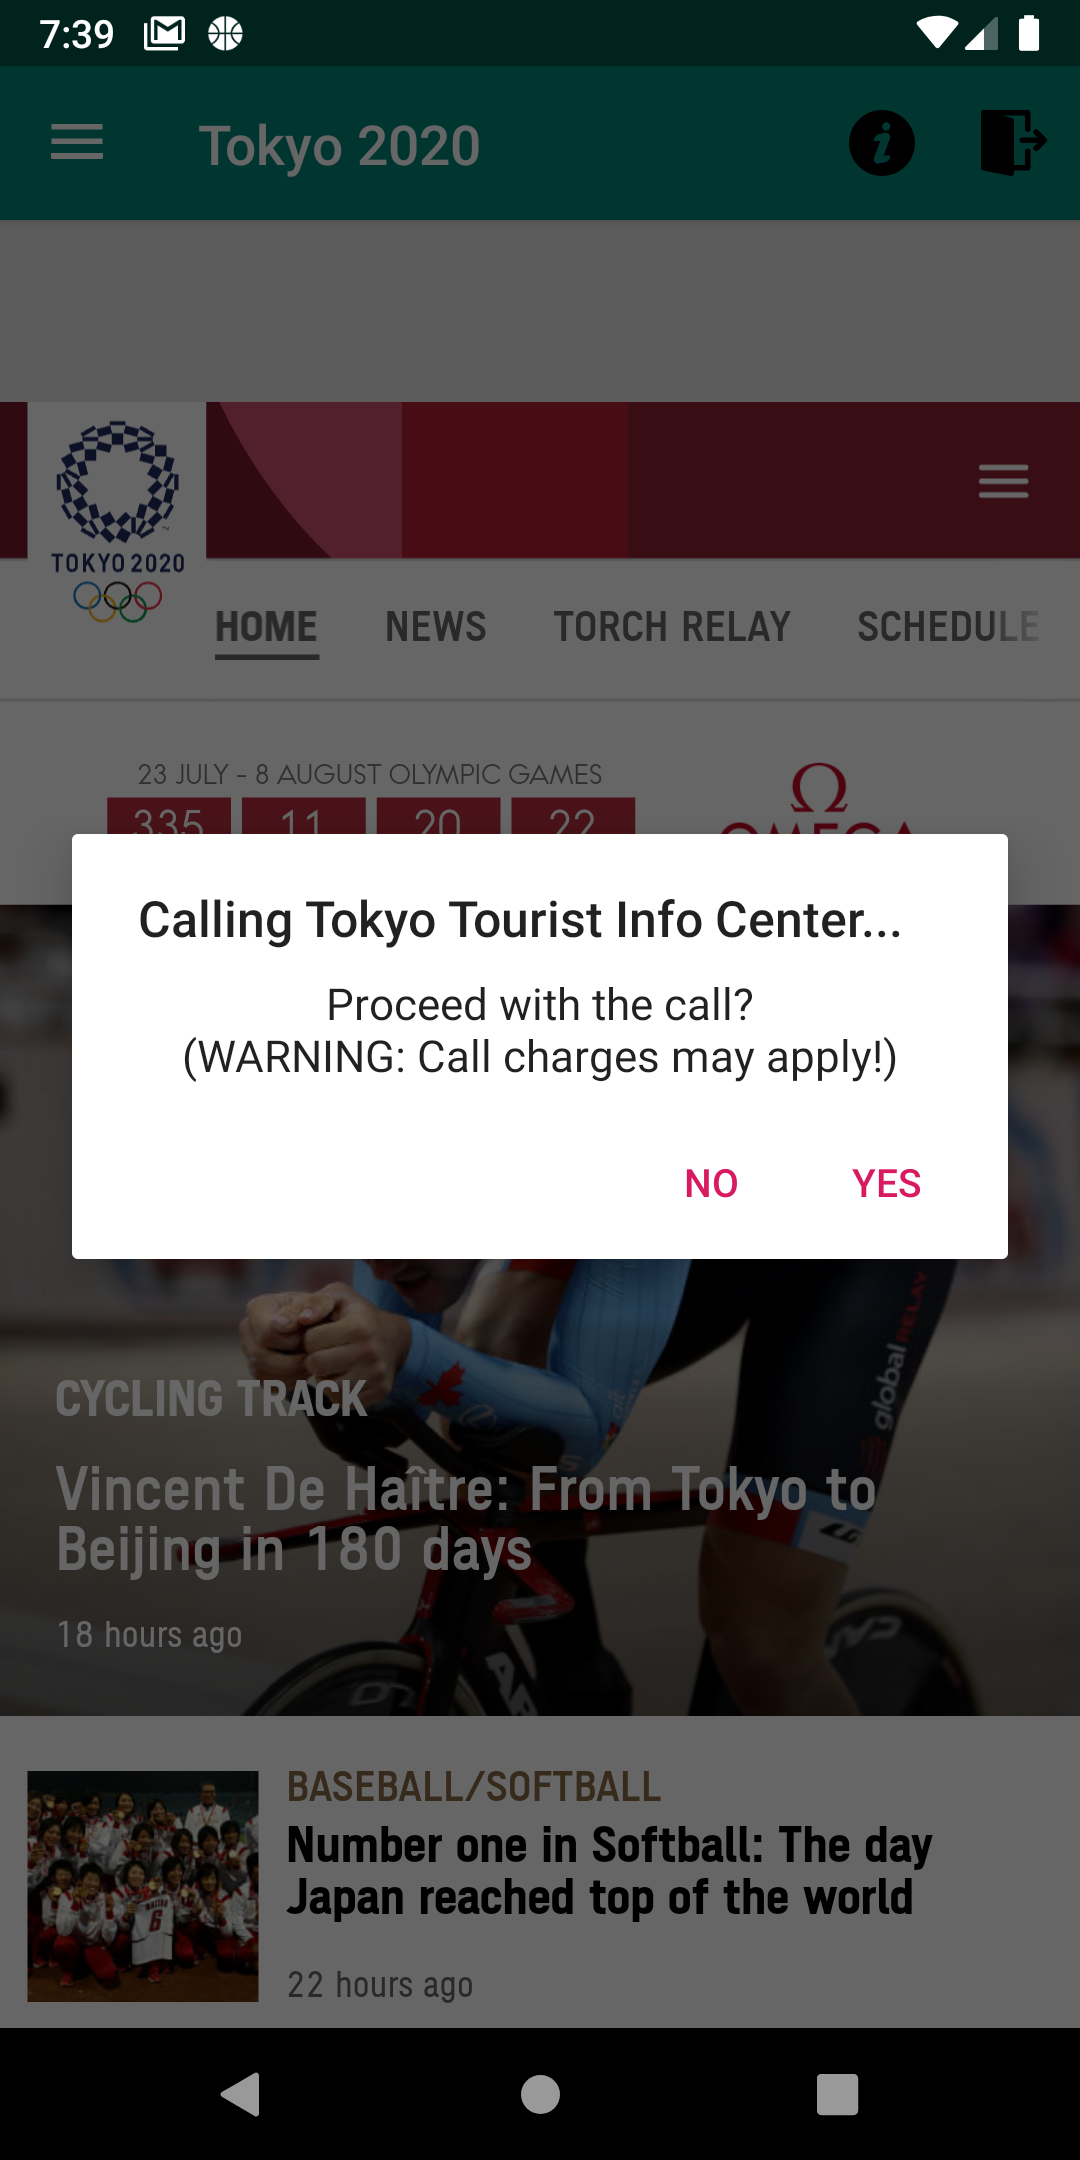 7:39
Tokyo 2020
TOKYO 2020
HOME NEWS TORCH RELAY SCHEDULE
23 JULY - 8 AUGUST OLYMPIC GAMES
335 11 20 22
OMEGA
Calling Tokyo Tourist Info Center...
Proceed with the call?
(WARNING: Call charges may apply!)
NO YES
globalRELAY
CYCLING TRACK
Vincent De Haître: From Tokyo to
Beijing in 180 days
18 hours ago
BASEBALL/SOFTBALL
Number one in Softball: The day
Japan reached top of the world
22 hours ago